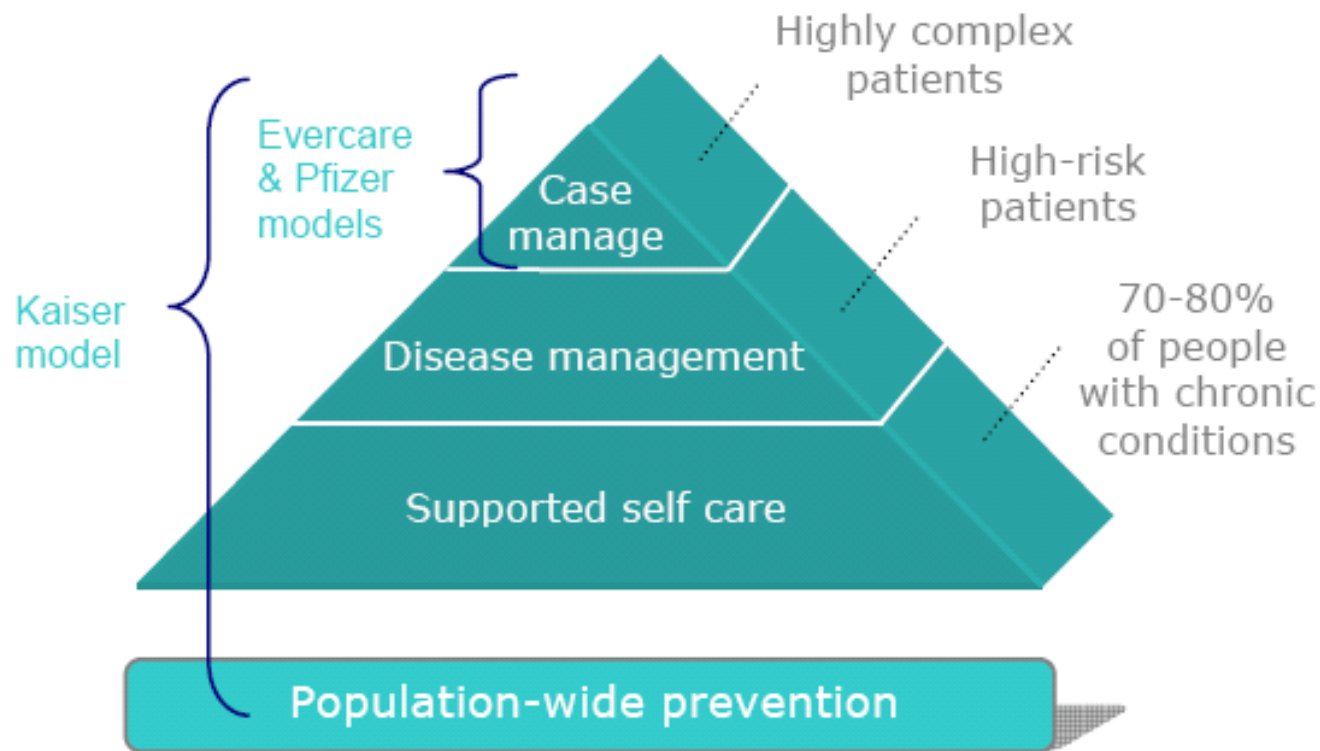 Highly complex
patients
Evercare
& Pfizer
models
Case
manage
High-risk
patients
Kaiser
model
70-80%
of people
with chronic
conditions
Disease management
Supported self care
Population-wide prevention